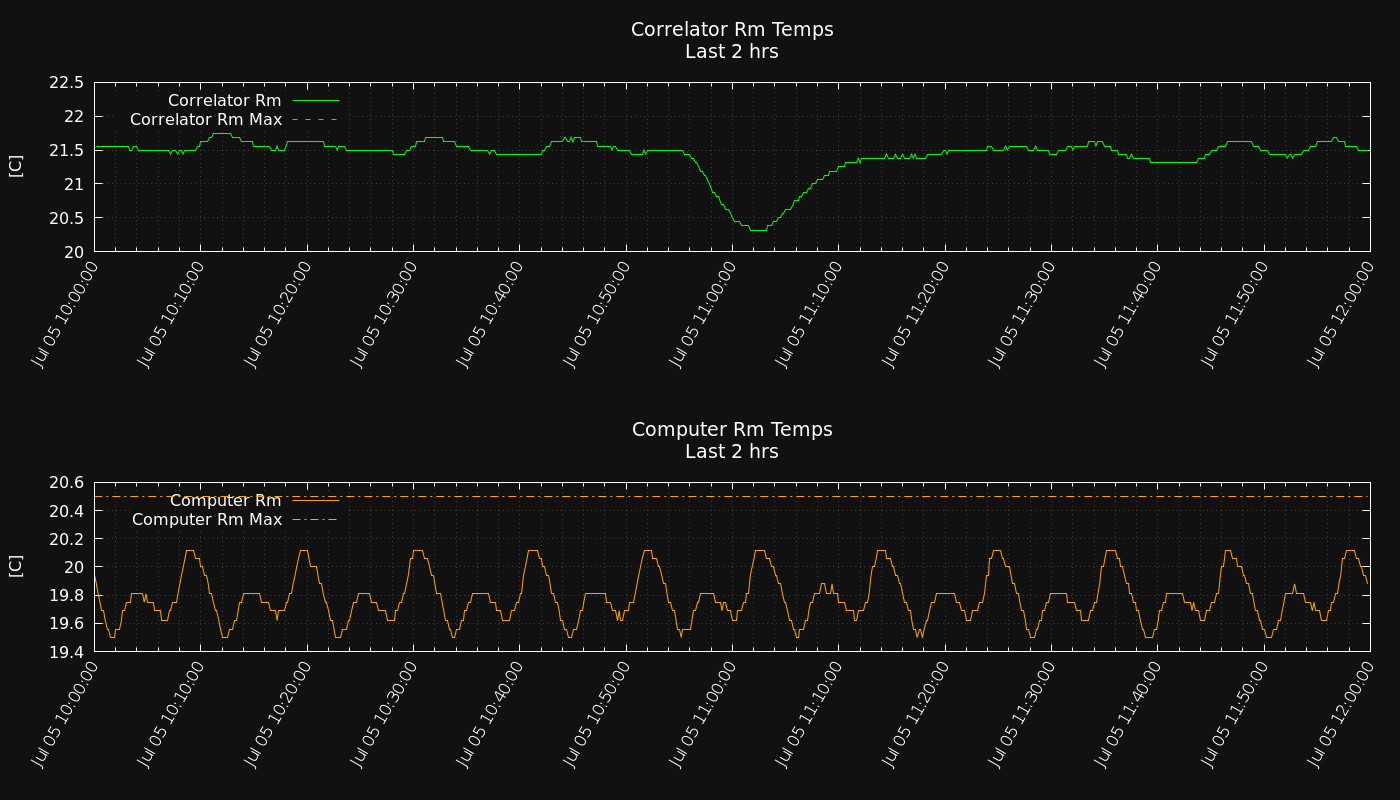 Correlator Rm Temps
Last 2 hrs
22.5
22
21.5
21
20.5
20
[C]
Correlator Rm
Correlator Rm Max
Jul 05 10:00:00
Jul 05 10:10:00
Jul 05 10:20:00
Jul 05 10:30:00
Jul 05 10:40:00
Jul 05 10:50:00
Jul 05 11:00:00
Jul 05 11:10:00
Jul 05 11:20:00
Jul 05 11:30:00
Jul 05 11:40:00
Jul 05 11:50:00
Jul 05 12:00:00
Computer Rm Temps
Last 2 hrs
20.6
20.4
20.2
20
19.8
19.6
19.4
[C]
Computer Rm
Computer Rm Max
Jul 05 10:00:00
Jul 05 10:10:00
Jul 05 10:20:00
Jul 05 10:30:00
Jul 05 10:40:00
Jul 05 10:50:00
Jul 05 11:00:00
Jul 05 11:10:00
Jul 05 11:20:00
Jul 05 11:30:00
Jul 05 11:40:00
Jul 05 11:50:00
Jul 05 12:00:00